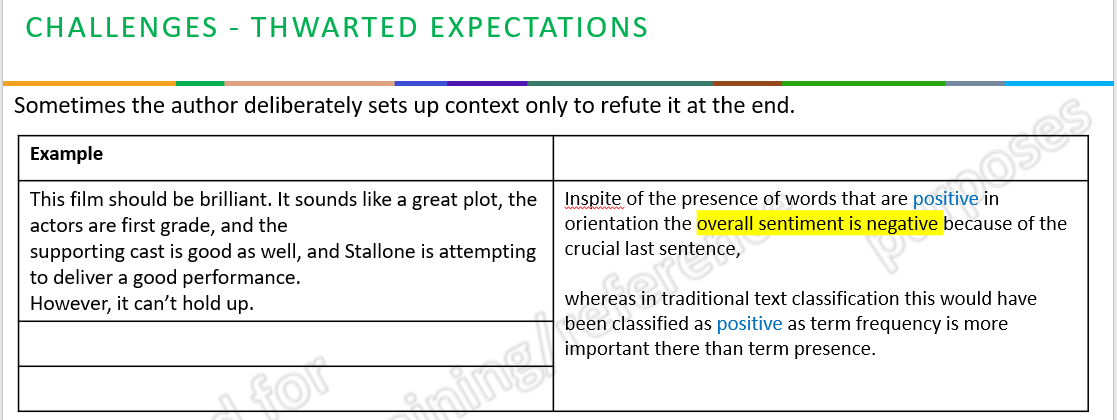 CHALLENGES - THWARTED EXPECTATIONS
Sometimes the author deliberately sets up context only to refute it at the end.
Example
This film should be brilliant. It sounds like a great plot, the
actors are first grade, and the
supporting cast is good as well, and Stallone is attempting
to deliver a good performance.
However, it can’t hold up.
Inspite of the presence of words that are positive in
orientation the overall sentiment is negative because of the
crucial last sentence,
whereas in traditional text classification this would have
been classified as positive as term frequency is more
important there than term presence.
for
purposes